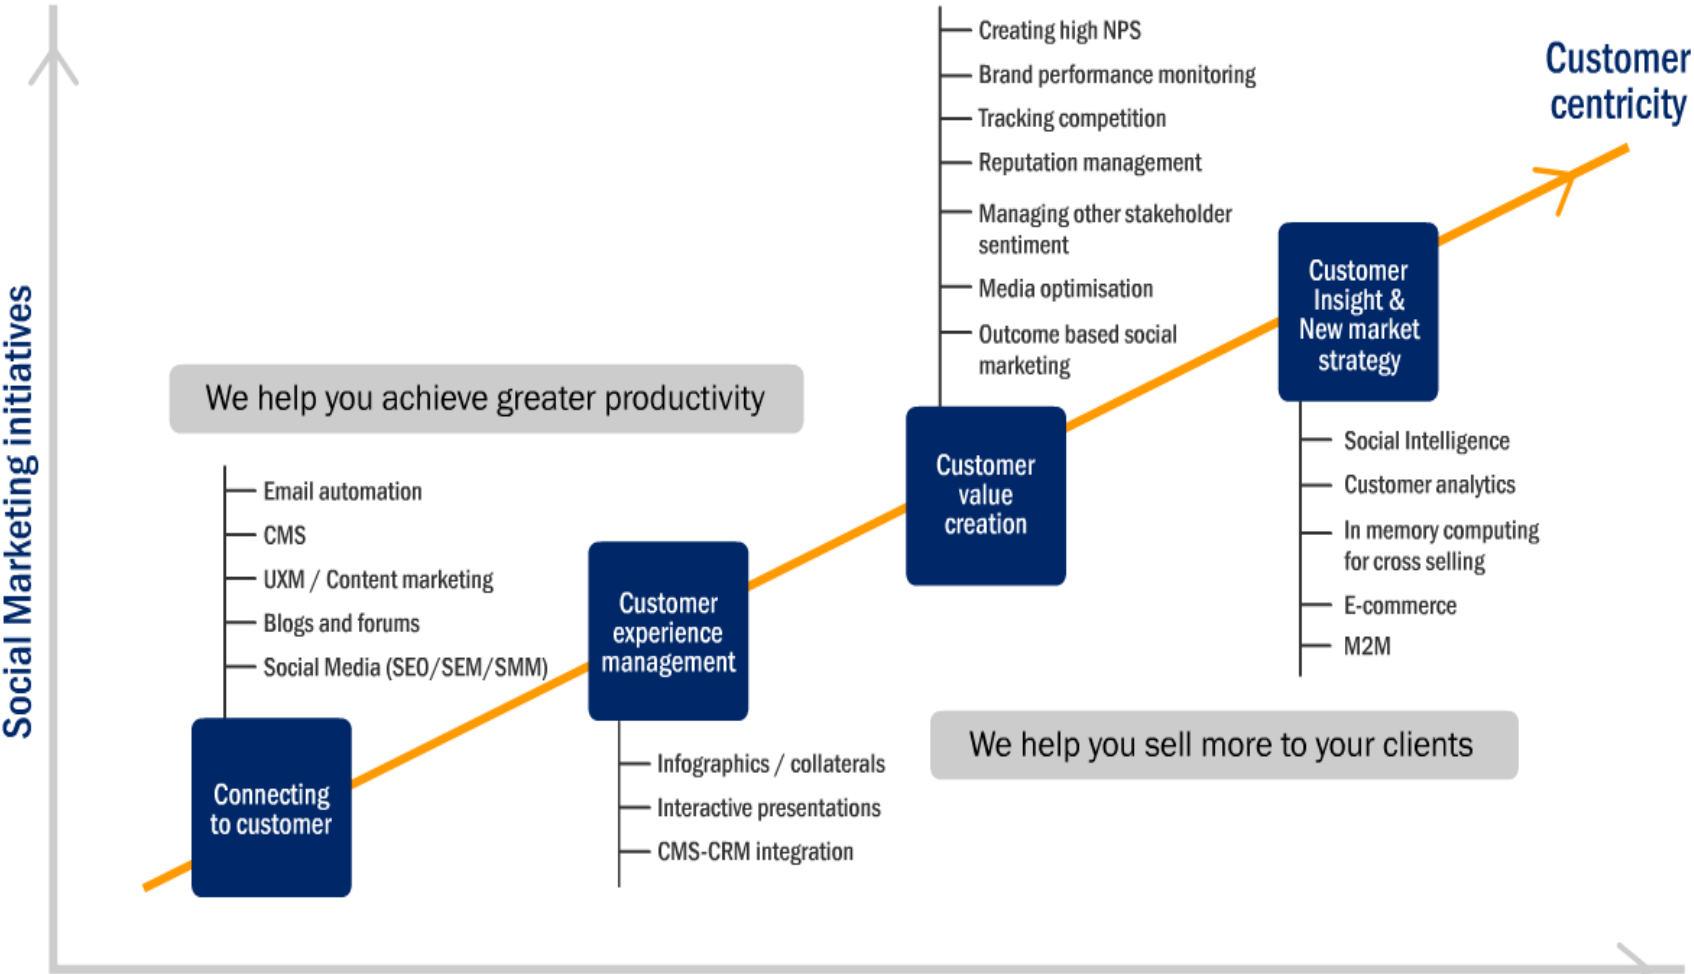 Social Marketing initiatives
Customer
centricity
Creating high NPS
Brand performance monitoring
Tracking competition
Reputation management
Managing other stakeholder
sentiment
Media optimisation
Outcome based social
marketing
Customer
Insight &
New market
strategy
We help you achieve greater productivity
Email automation
CMS
UXM / Content marketing
Blogs and forums
Social Media (SEO/SEM/SMM)
Connecting
to customer
Customer
experience
management
Infographics / collaterals
Interactive presentations
CMS-CRM integration
Customer
value
creation
Social Intelligence
Customer analytics
In memory computing
for cross selling
E-commerce
M2M
We help you sell more to your clients